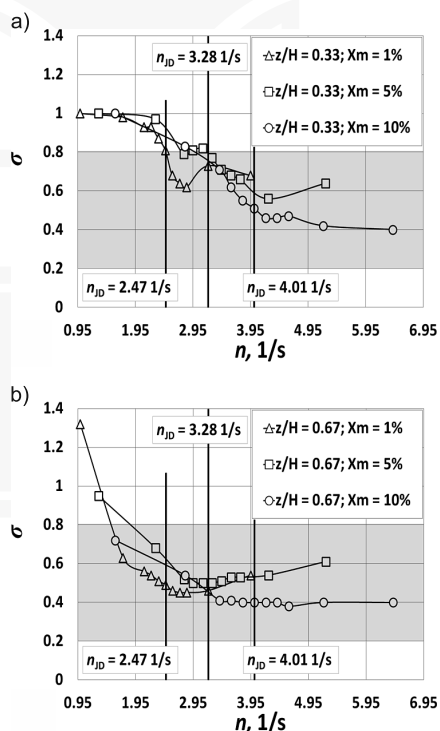 a)
1.4
n_JD = 3.28 1/s
z/H = 0.33; Xm = 1%
1.2
z/H = 0.33; Xm = 5%
1
z/H = 0.33; Xm = 10%
0.8
σ
0.6
0.4
0.2
n_JD = 2.47 1/s
n_JD = 4.01 1/s
0
0.95 1.95 2.95 3.95 4.95 5.95 6.95
n, 1/s
b)
1.4
n_JD = 3.28 1/s
z/H = 0.67; Xm = 1%
1.2
z/H = 0.67; Xm = 5%
1
z/H = 0.67; Xm = 10%
0.8
σ
0.6
0.4
0.2
n_JD = 2.47 1/s
n_JD = 4.01 1/s
0
0.95 1.95 2.95 3.95 4.95 5.95 6.95
n, 1/s